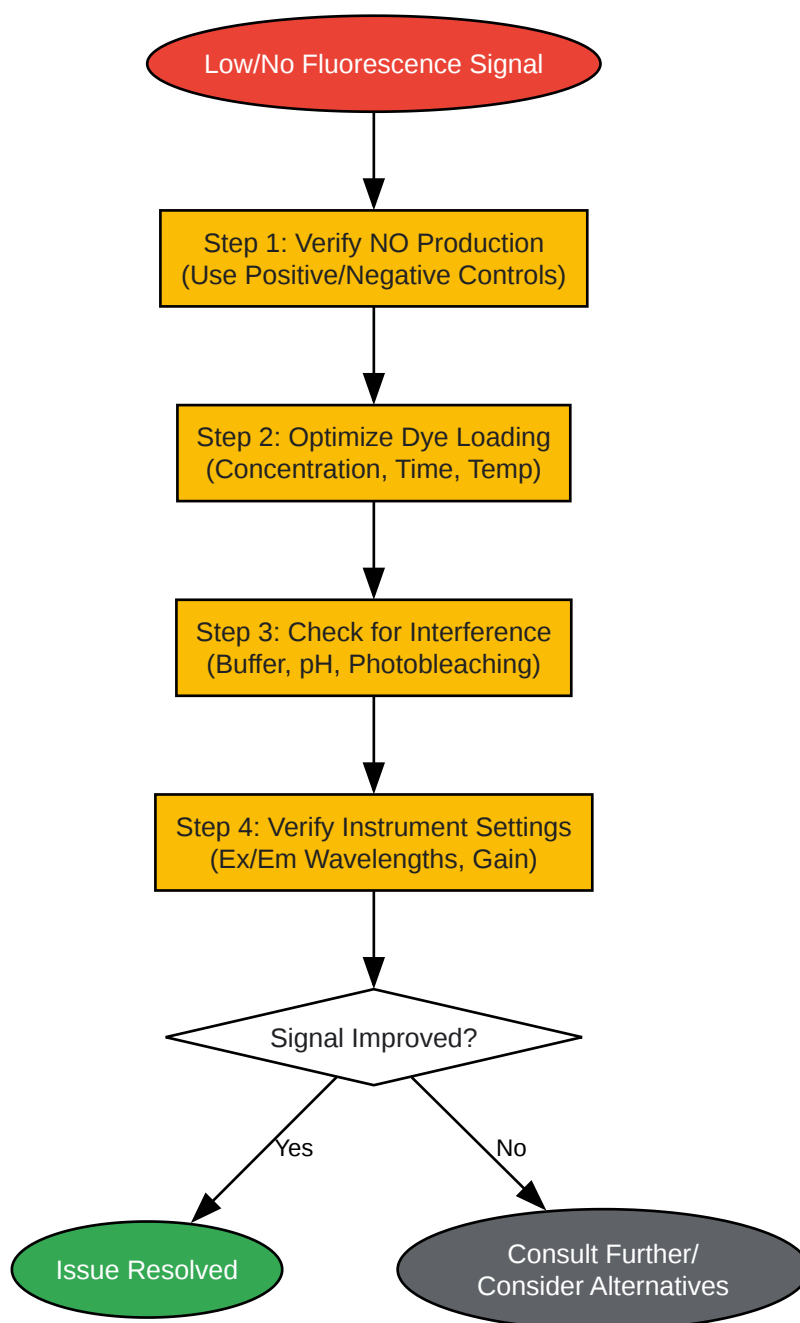 Low/No Fluorescence Signal
Step 1: Verify NO Production
(Use Positive/Negative Controls)
Step 2: Optimize Dye Loading
(Concentration, Time, Temp)
Step 3: Check for Interference
(Buffer, pH, Photobleaching)
Step 4: Verify Instrument Settings
(Ex/Em Wavelengths, Gain)
Signal Improved?
Yes
No
Issue Resolved
Consult Further/
Consider Alternatives